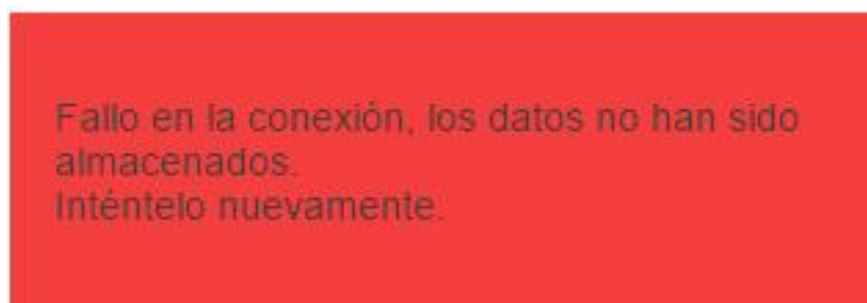 Fallo en la conexión, los datos no han sido
almacenados.
Inténtelo nuevamente.